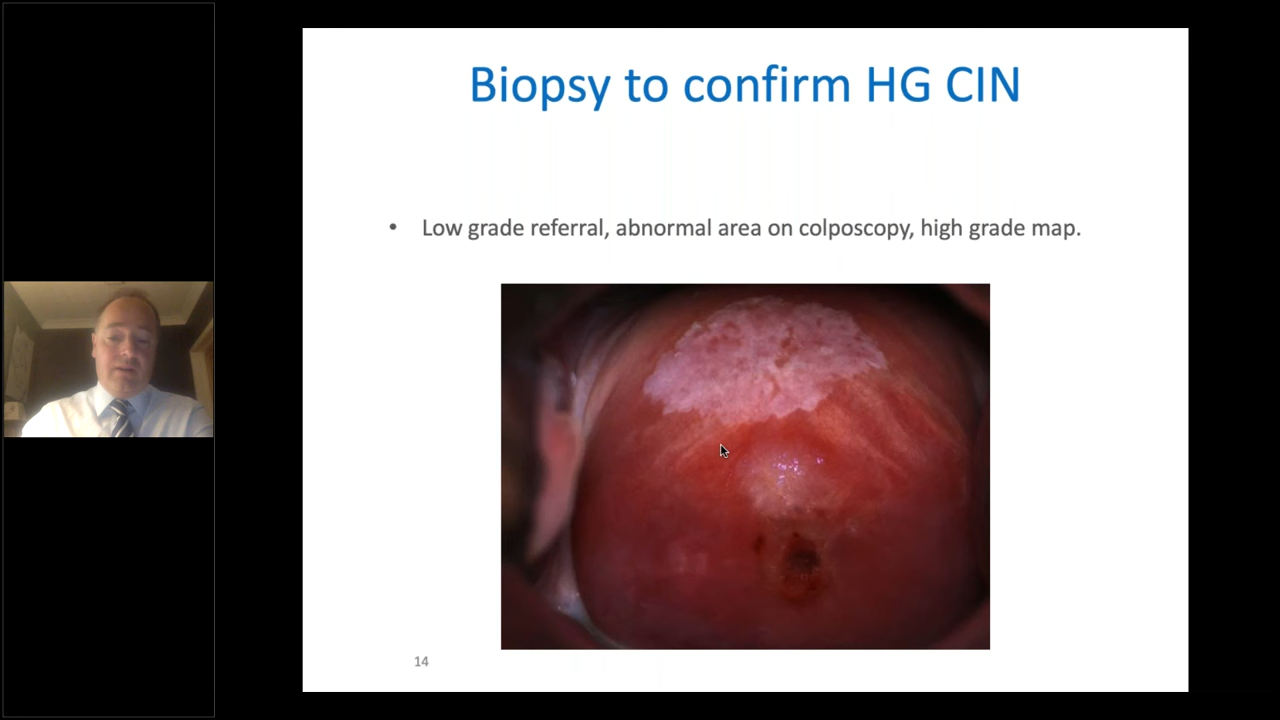 Biopsy to confirm HG CIN
• Low grade referral, abnormal area on colposcopy, high grade map.
14